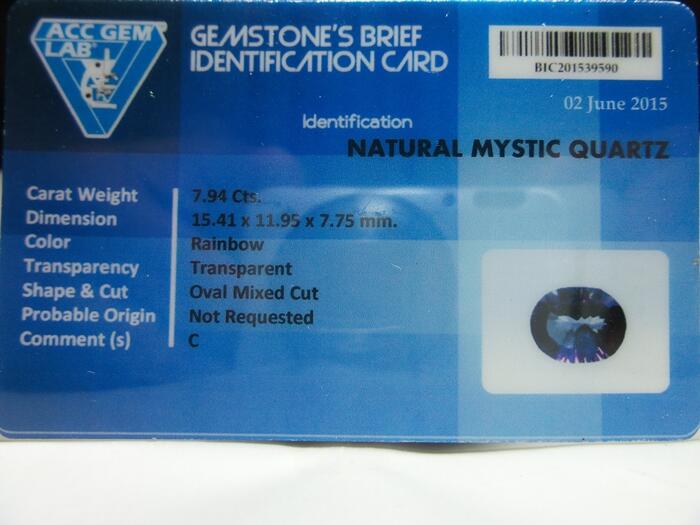 ACC GEM
LAB
GEMSTONE'S BRIEF
IDENTIFICATION CARD
BIC201539590
02 June 2015
Identification
NATURAL MYSTIC QUARTZ
Carat Weight 7.94 Cts.
Dimension 15.41 x 11.95 x 7.75 mm.
Color Rainbow
Transparency Transparent
Shape & Cut Oval Mixed Cut
Probable Origin Not Requested
Comment (s) C